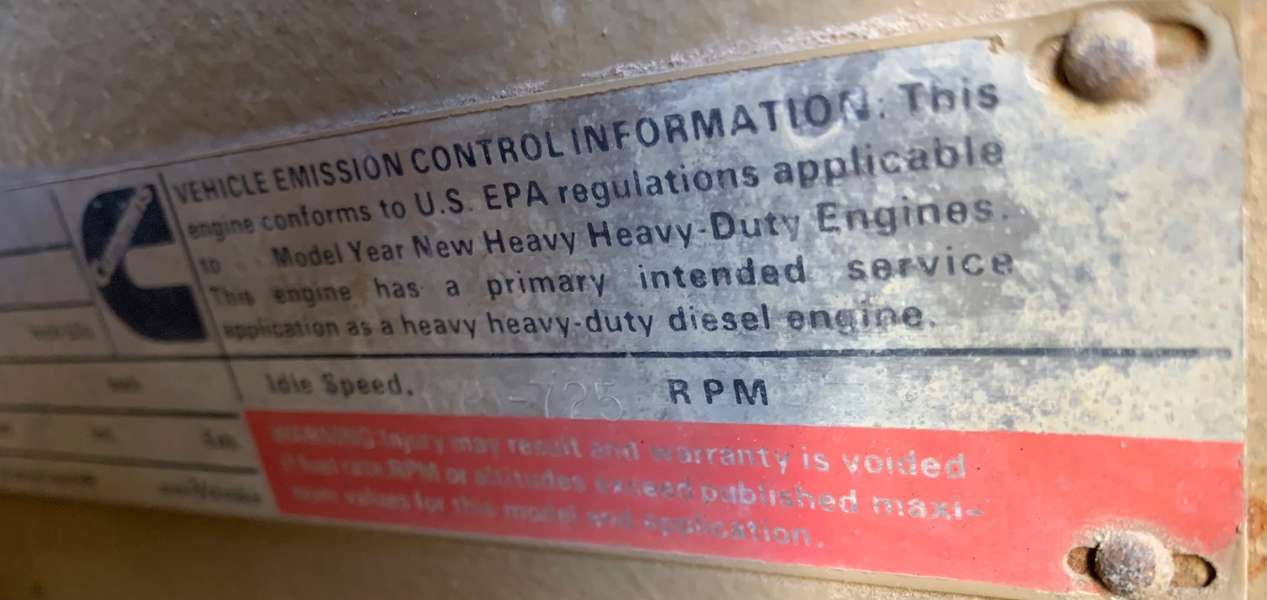 VEHICLE EMISSION CONTROL INFORMATION: This
engine conforms to U.S. EPA regulations applicable
to Model Year New Heavy Heavy-Duty Engines.
This engine has a primary intended service
application as a heavy heavy-duty diesel engine.
Idle Speed. -725 RPM
WARNING Injury may result and warranty is voided
if fuel rate RPM or altitudes exceed published maxi-
mum values for this model and application.